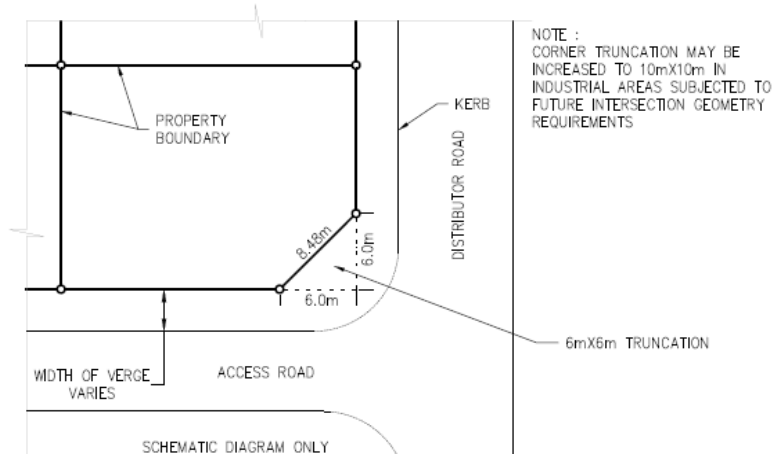 NOTE :
CORNER TRUNCATION MAY BE
INCREASED TO 10mX10m IN
INDUSTRIAL AREAS SUBJECTED TO
FUTURE INTERSECTION GEOMETRY
REQUIREMENTS
KERB
PROPERTY
BOUNDARY
DISTRIBUTOR ROAD
8.48m
6.0m
6.0m
6mX6m TRUNCATION
WIDTH OF VERGE
VARIES
ACCESS ROAD
SCHEMATIC DIAGRAM ONLY